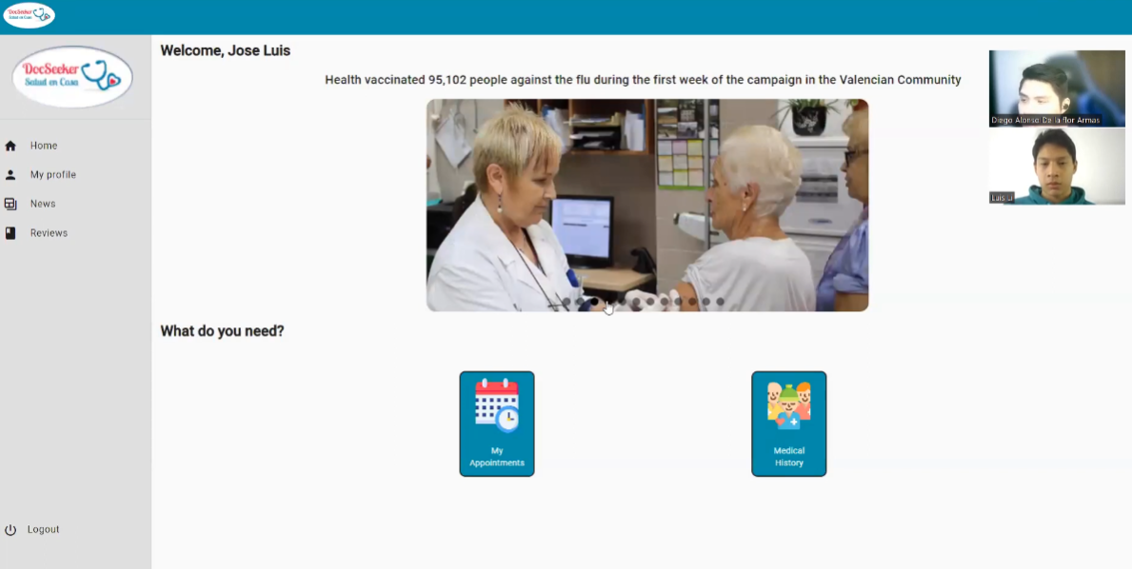 DocSeeker
Salud en Casa
Welcome, Jose Luis
DocSeeker
Salud en Casa
Health vaccinated 95,102 people against the flu during the first week of the campaign in the Valencian Community
Diego Alonso De la flor Armas
Luis Li
Home
My profile
News
Reviews
What do you need?
My
Appointments
Medical
History
Logout